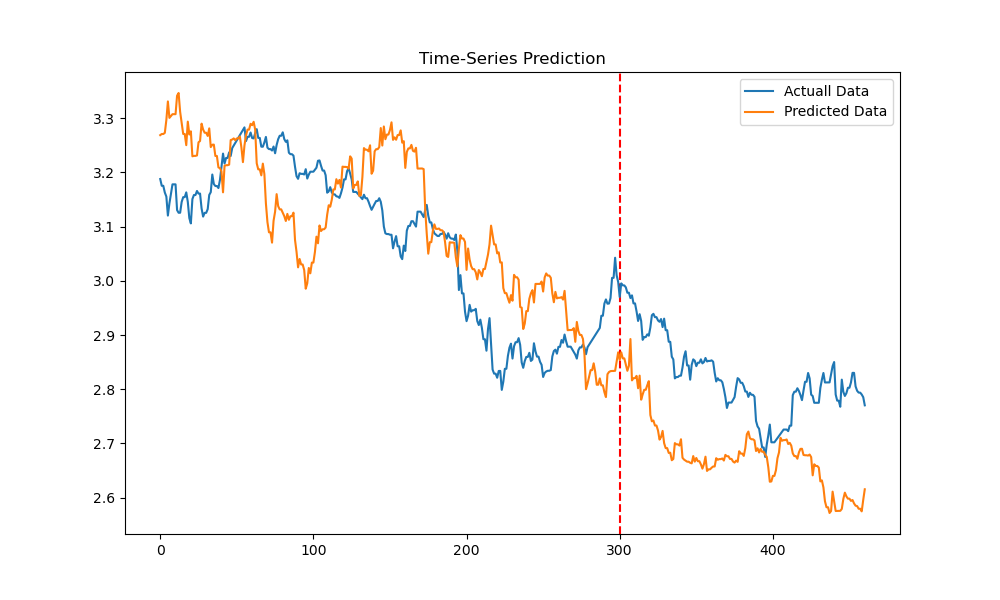 Time-Series Prediction
Actuall Data
Predicted Data
3.3
3.2
3.1
3.0
2.9
2.8
2.7
2.6
0 100 200 300 400